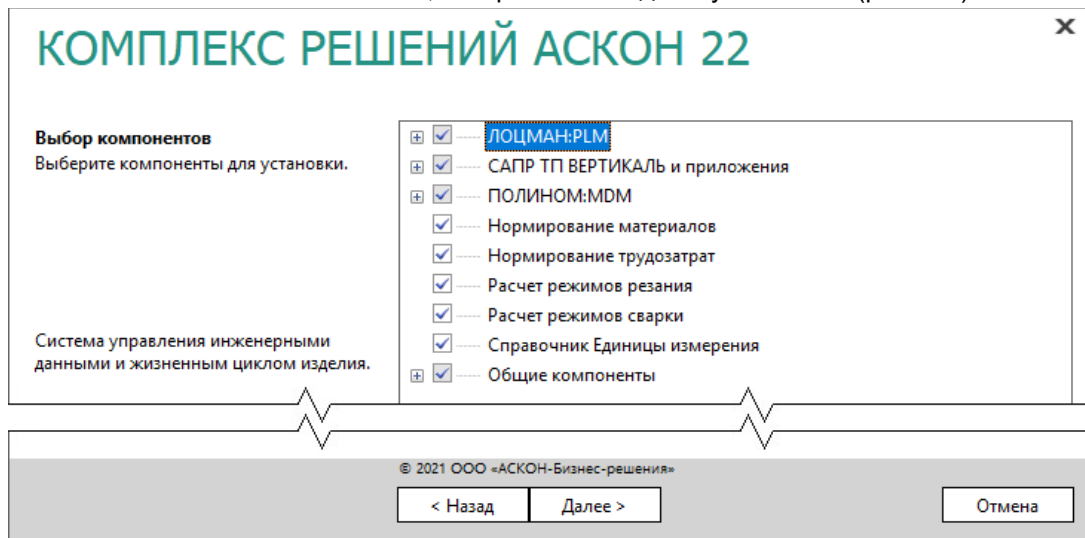 КОМПЛЕКС РЕШЕНИЙ АСКОН 22
Выбор компонентов
Выберите компоненты для установки.
ЛОЦМАН:PLM
САПР ТП ВЕРТИКАЛЬ и приложения
ПОЛИНОМ:MDM
Нормирование материалов
Нормирование трудозатрат
Расчет режимов резания
Расчет режимов сварки
Справочник Единицы измерения
Общие компоненты
Система управления инженерными
данными и жизненным циклом изделия.
© 2021 ООО «АСКОН-Бизнес-решения»
< Назад
Далее >
Отмена